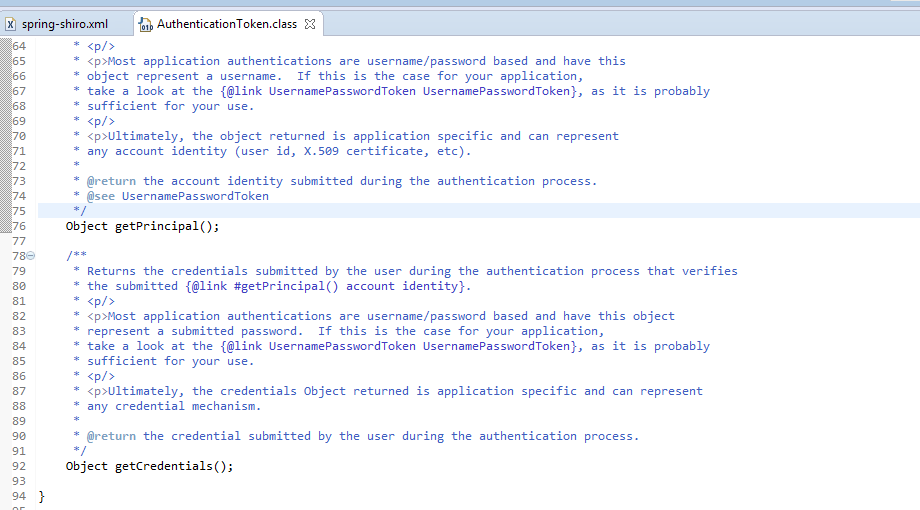 spring-shiro.xml AuthenticationToken.class
64 * <p/>
65 * <p>Most application authentications are username/password based and have this
66 * object represent a username.  If this is the case for your application,
67 * take a look at the {@link UsernamePasswordToken UsernamePasswordToken}, as it is probably
68 * sufficient for your use.
69 * <p/>
70 * <p>Ultimately, the object returned is application specific and can represent
71 * any account identity (user id, X.509 certificate, etc).
72 *
73 * @return the account identity submitted during the authentication process.
74 * @see UsernamePasswordToken
75 */
76 Object getPrincipal();
77
78 /**
79 * Returns the credentials submitted by the user during the authentication process that verifies
80 * the submitted {@link #getPrincipal() account identity}.
81 * <p/>
82 * <p>Most application authentications are username/password based and have this object
83 * represent a submitted password.  If this is the case for your application,
84 * take a look at the {@link UsernamePasswordToken UsernamePasswordToken}, as it is probably
85 * sufficient for your use.
86 * <p/>
87 * <p>Ultimately, the credentials Object returned is application specific and can represent
88 * any credential mechanism.
89 *
90 * @return the credential submitted by the user during the authentication process.
91 */
92 Object getCredentials();
93
94 }